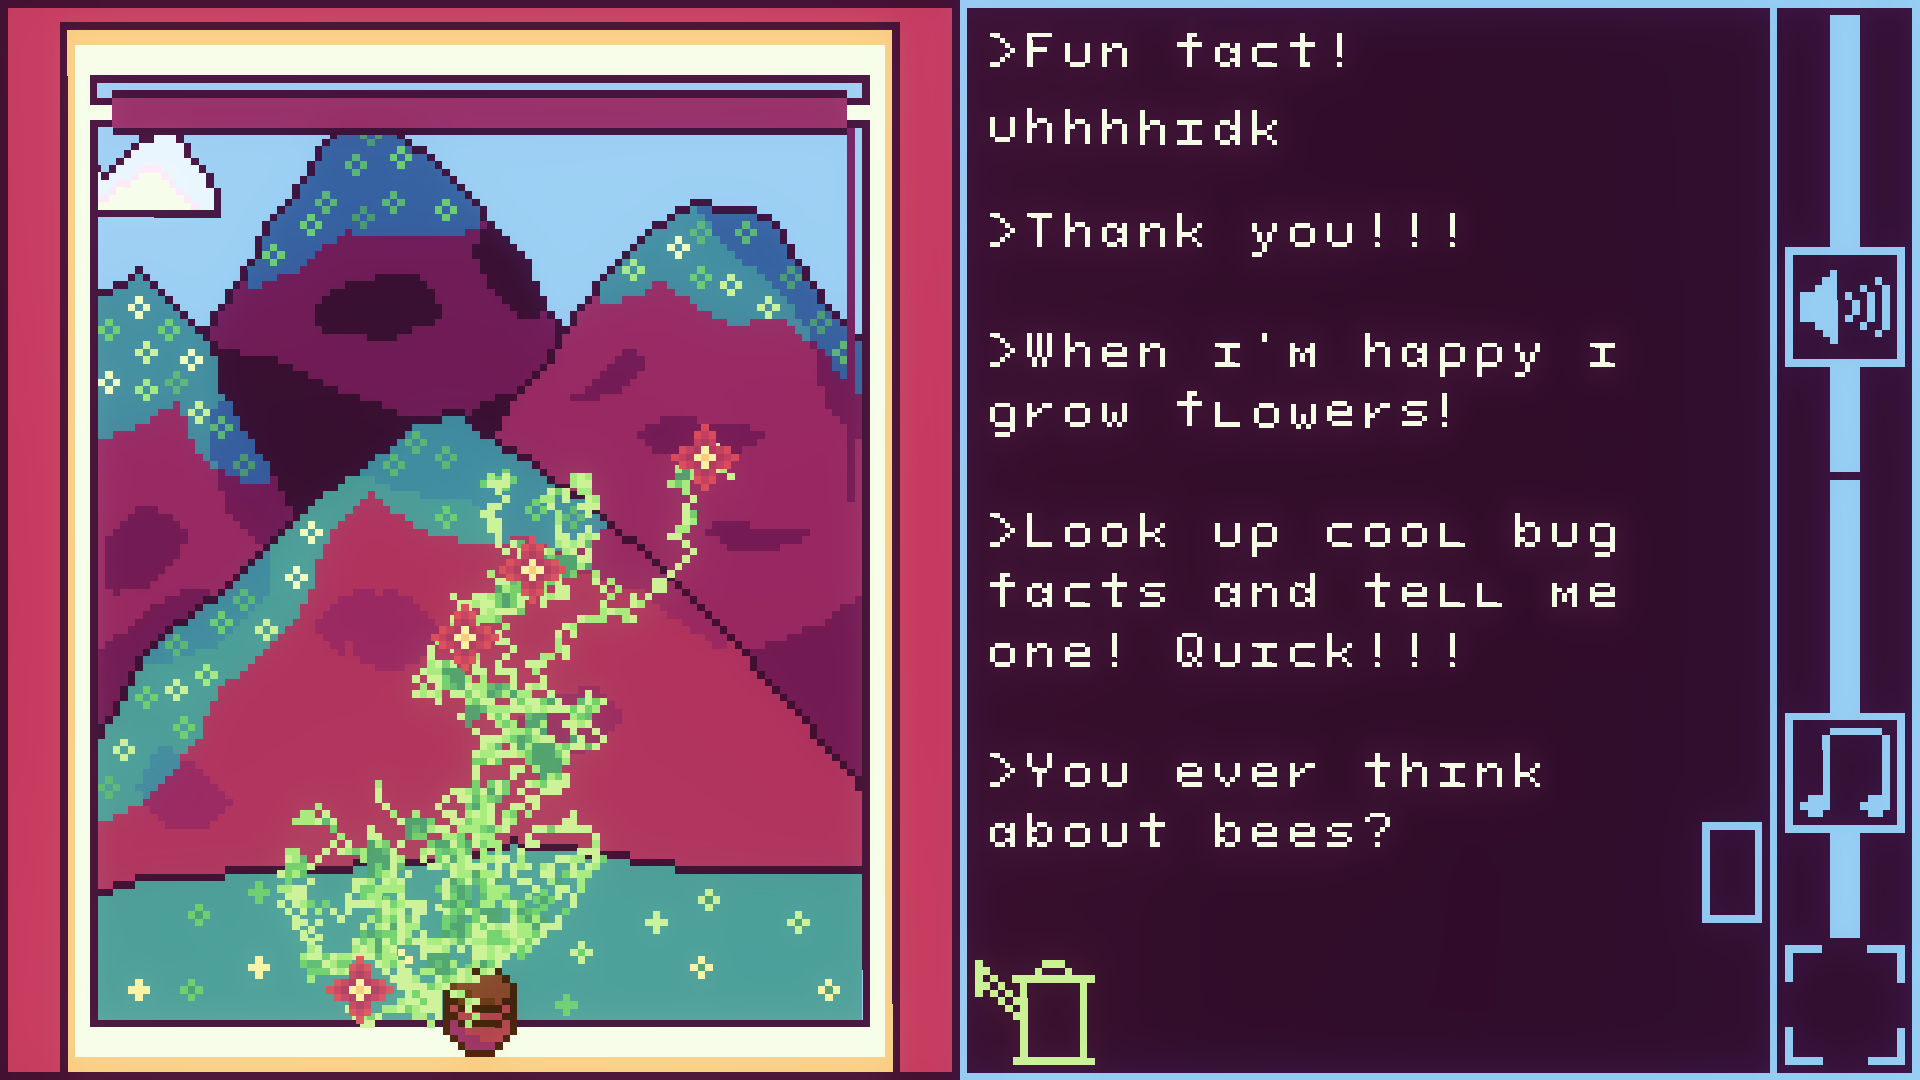 >Fun fact!
uhhhhidk
>Thank you!!!
>When I'm happy I
grow flowers!
>Look up cool bug
facts and tell me
one! Quick!!!
>You ever think
about bees?